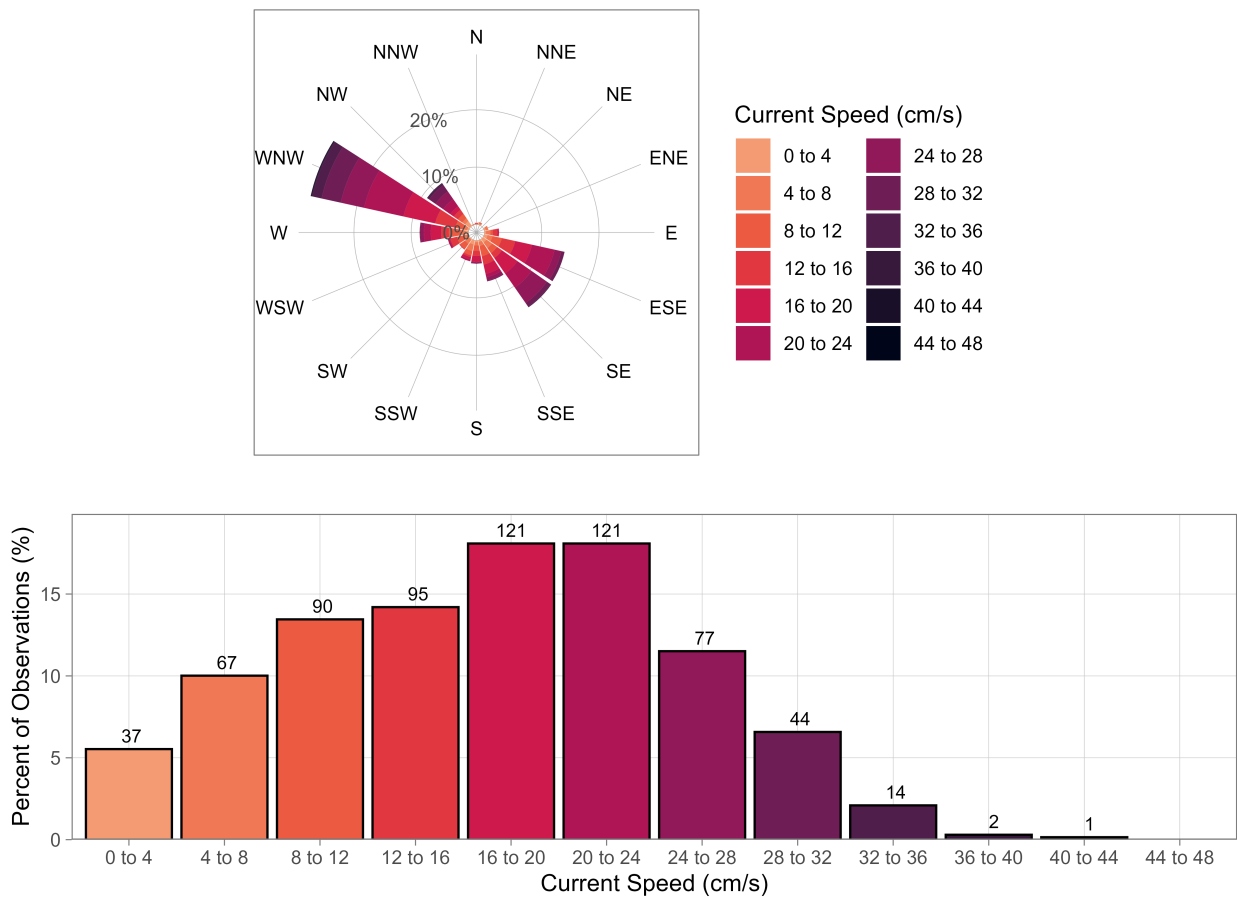 N
NNW
NNE
NW
NE
20%
WNW
ENE
10%
W
0%
E
WSW
ESE
SW
SE
SSW
SSE
S
Current Speed (cm/s)
0 to 4
24 to 28
4 to 8
28 to 32
8 to 12
32 to 36
12 to 16
36 to 40
16 to 20
40 to 44
20 to 24
44 to 48
Percent of Observations (%)
15
10
5
0
37
67
90
95
121
121
77
44
14
2
1
0 to 4
4 to 8
8 to 12
12 to 16
16 to 20
20 to 24
24 to 28
28 to 32
32 to 36
36 to 40
40 to 44
44 to 48
Current Speed (cm/s)